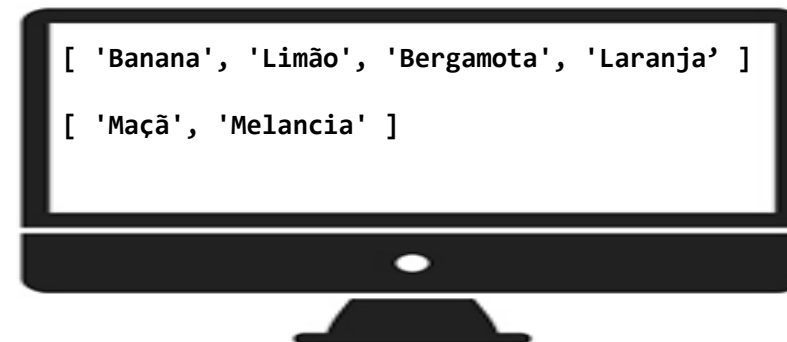 [ 'Banana', 'Limão', 'Bergamota', 'Laranja’ ]
[ 'Maçã', 'Melancia' ]